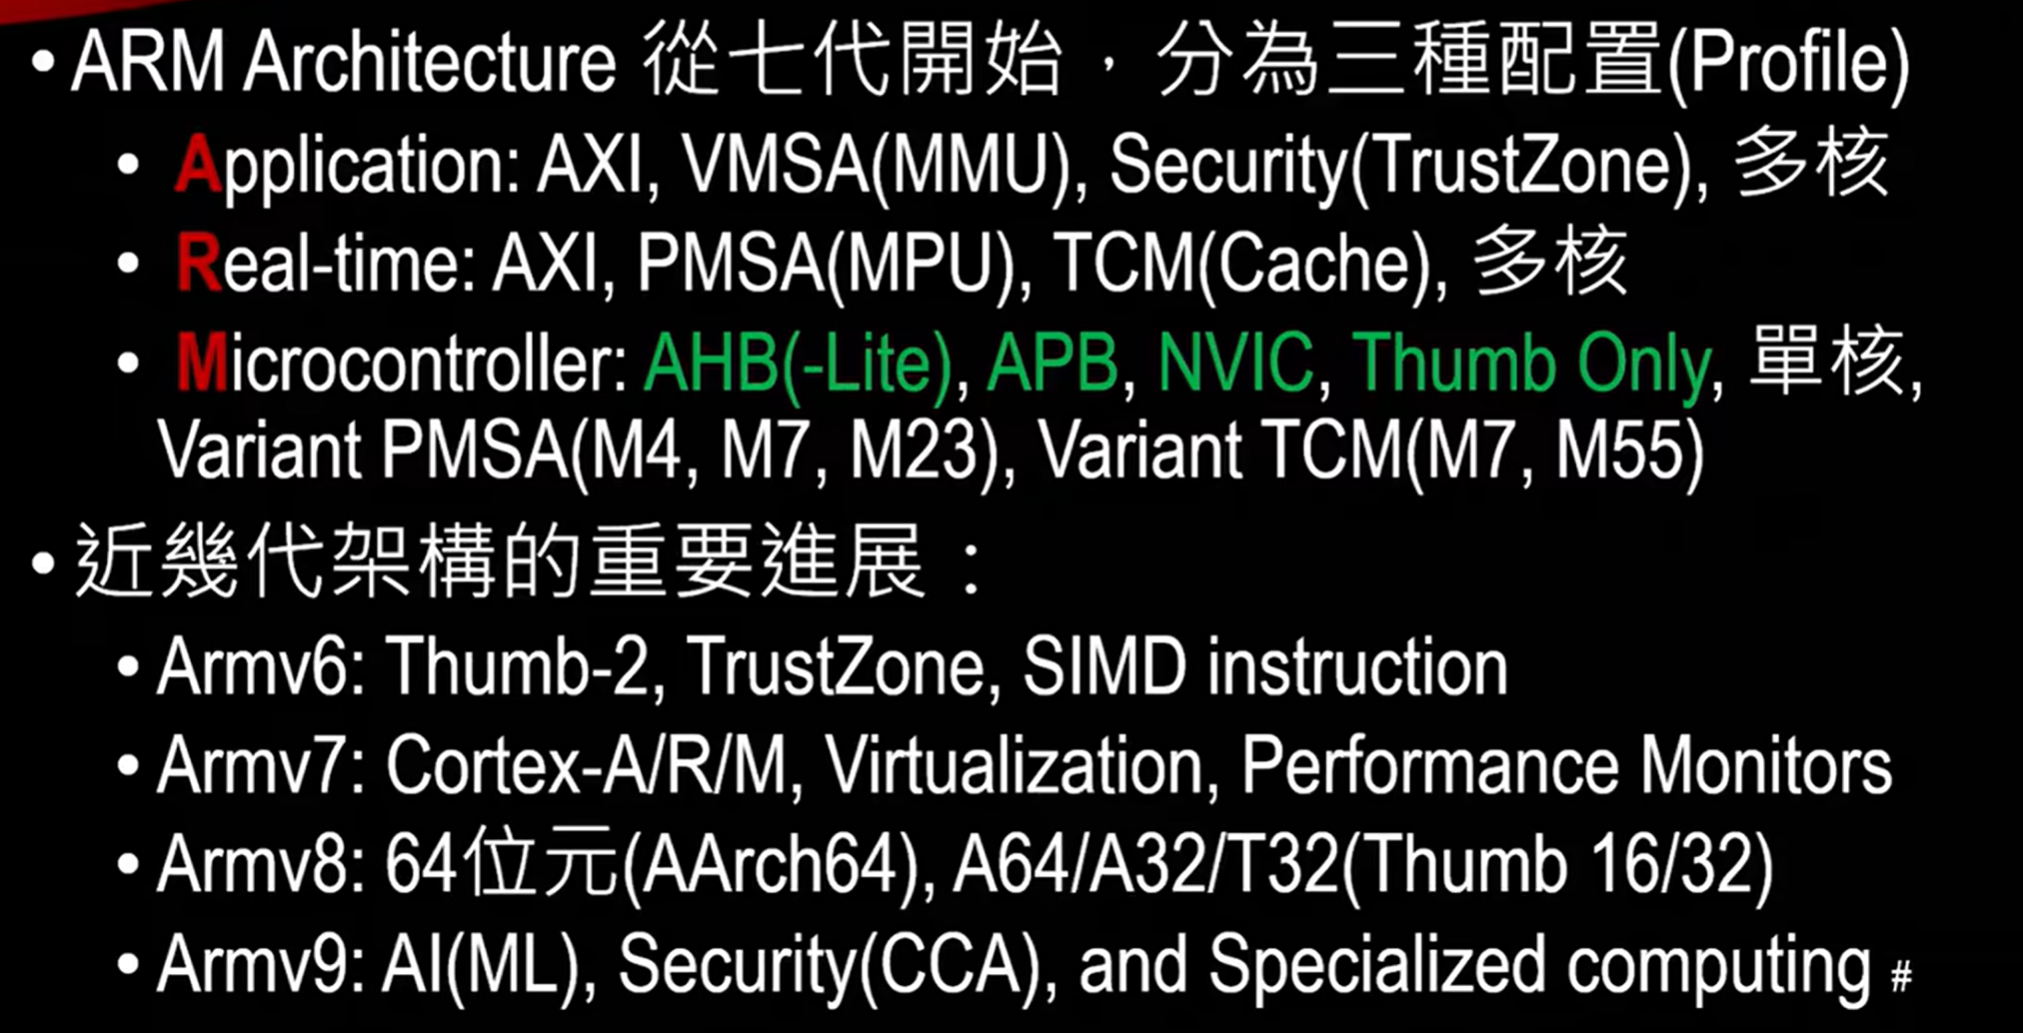 • ARM Architecture 從七代開始，分為三種配置(Profile)
• Application: AXI, VMSA(MMU), Security(TrustZone), 多核
• Real-time: AXI, PMSA(MPU), TCM(Cache), 多核
• Microcontroller: AHB(-Lite), APB, NVIC, Thumb Only, 單核,
Variant PMSA(M4, M7, M23), Variant TCM(M7, M55)
• 近幾代架構的重要進展：
• Armv6: Thumb-2, TrustZone, SIMD instruction
• Armv7: Cortex-A/R/M, Virtualization, Performance Monitors
• Armv8: 64位元(AArch64), A64/A32/T32(Thumb 16/32)
• Armv9: AI(ML), Security(CCA), and Specialized computing #